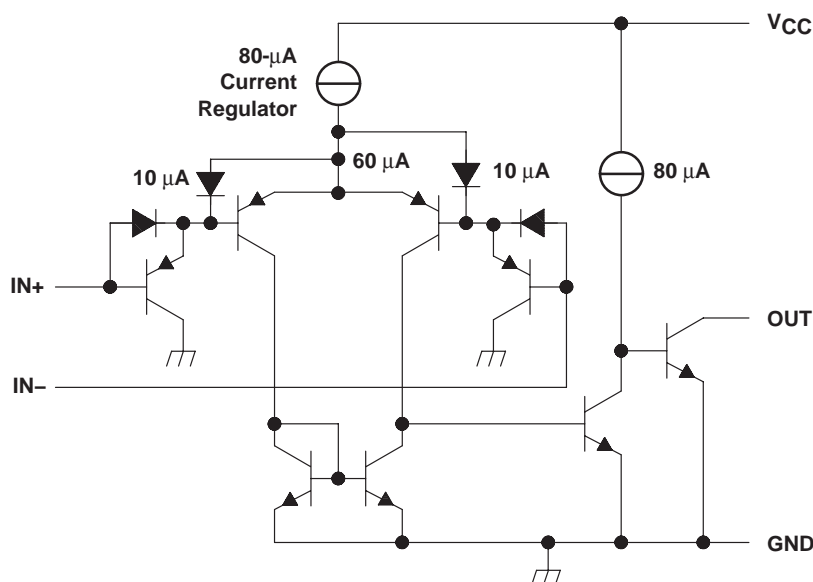 VCC
80-μA
Current
Regulator
60 μA
10 μA
10 μA
80 μA
IN+
OUT
IN−
GND